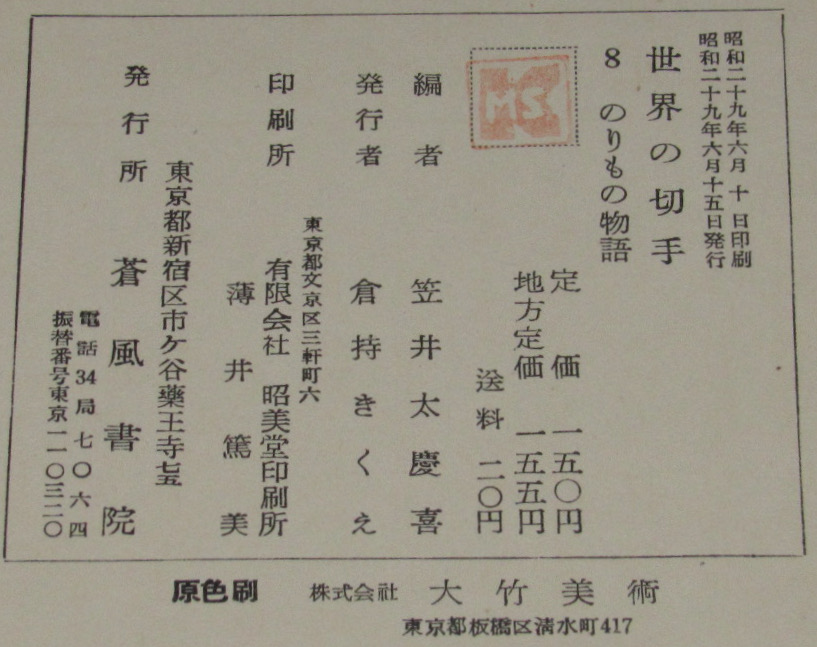 昭和二十九年六月 十 日印刷
昭和二十九年六月十五日発行
世界の切手
8 のりもの物語
定 価 一五〇円
地方定価 一五五円
送料 二〇円
編者 笠井太慶喜
発行者 倉持きくえ
東京都文京区三軒町六
印刷所 有限会社 昭美堂印刷所
薄井篤美
東京都新宿区市ケ谷藥王寺七五
発行所 蒼風書院
電話34局七〇六四
振替番号東京一一〇三二〇
原色刷 株式会社 大竹美術
東京都板橋区清水町417